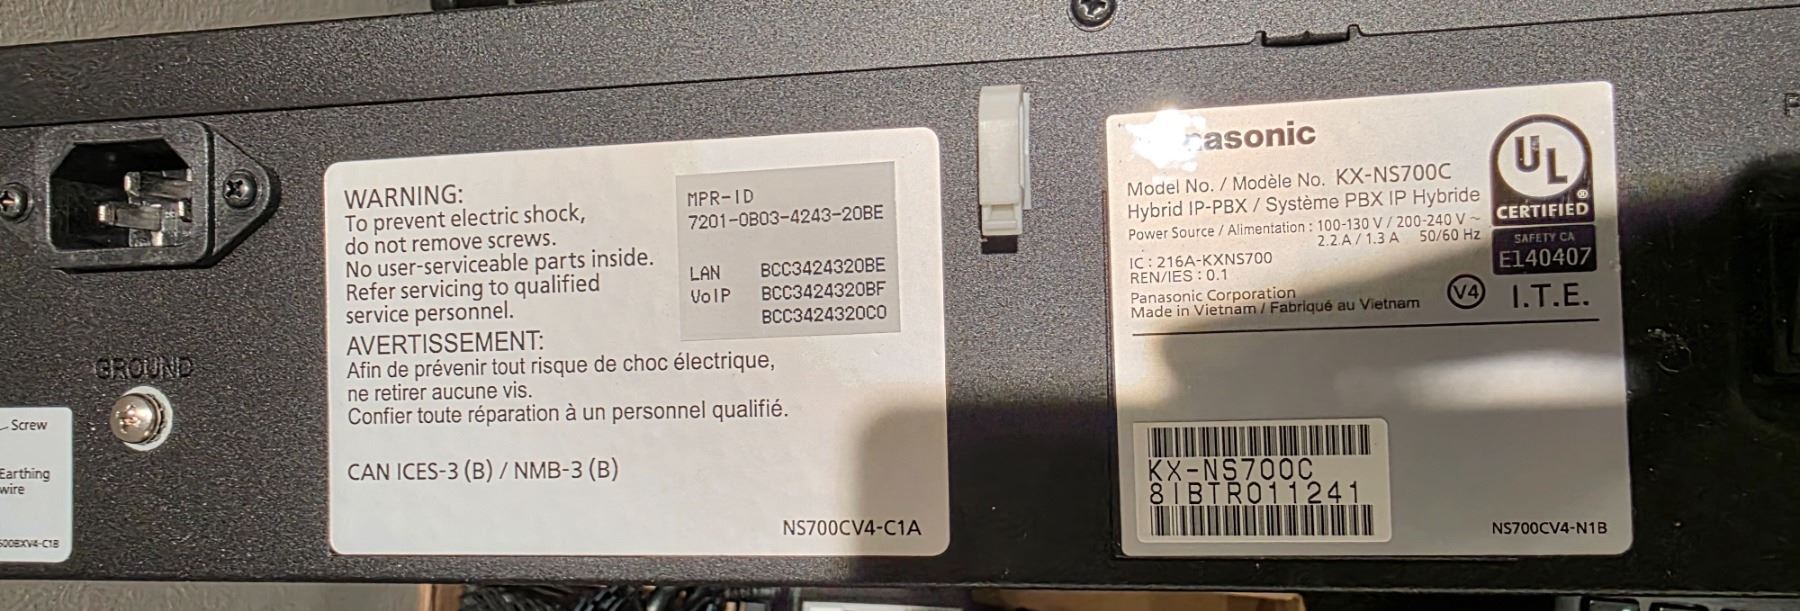 GROUND
Screw
Earthing
wire
WARNING:
To prevent electric shock,
do not remove screws.
No user-serviceable parts inside.
Refer servicing to qualified
service personnel.
AVERTISSEMENT:
Afin de prévenir tout risque de choc électrique,
ne retirer aucune vis.
Confier toute réparation à un personnel qualifié.
CAN ICES-3 (B) / NMB-3 (B)
NS700CV4-C1A
MPR-ID
7201-0B03-4243-20BE
LAN BCC3424320BE
VoIP BCC3424320BF
BCC3424320C0
Panasonic
Model No. / Modèle No. KX-NS700C
Hybrid IP-PBX / Système PBX IP Hybride
Power Source / Alimentation : 100-130 V / 200-240 V ~
2.2 A / 1.3 A 50/60 Hz
IC : 216A-KXNS700
REN/IES : 0.1
Panasonic Corporation
Made in Vietnam / Fabriqué au Vietnam
V4
UL
®
CERTIFIED
SAFETY CA
E140407
I.T.E.
KX-NS700C
8IBTR011241
NS700CV4-N1B